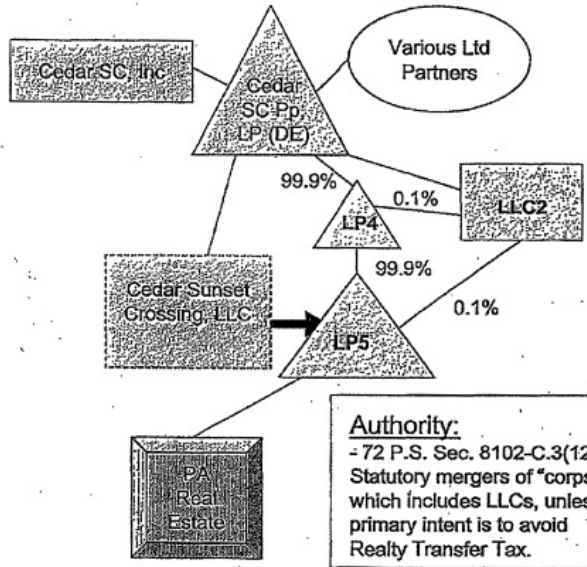 Cedar SC, Inc
Cedar
SC Pp,
LP (DE)
Various Ltd
Partners
99.9%
0.1%
LLC2
LP4
99.9%
0.1%
Cedar Sunset
Crossing, LLC
LP5
PA
Real
Estate
Authority:
- 72 P.S. Sec. 8102-C.3(12
Statutory mergers of "corps
which includes LLCs, unles
primary intent is to avoid
Realty Transfer Tax.